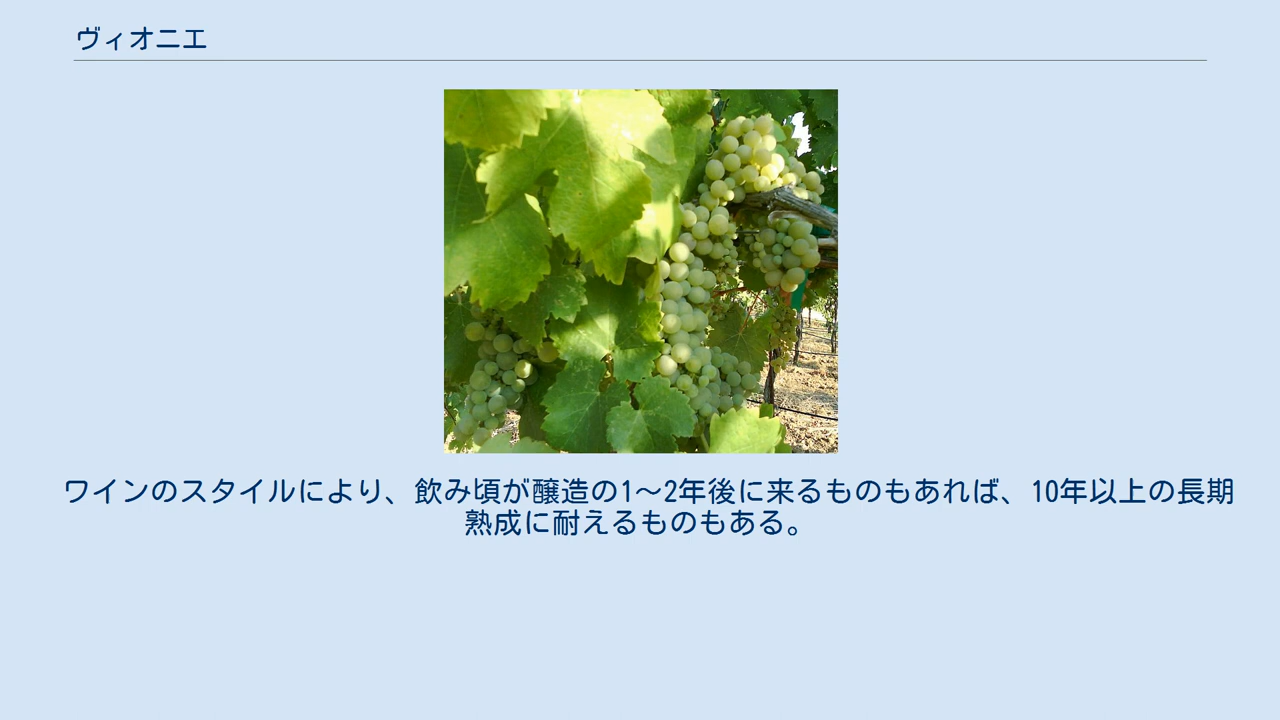 ヴィオニエ
ワインのスタイルにより、飲み頃が醸造の1〜2年後に来るものもあれば、10年以上の長期
熟成に耐えるものもある。